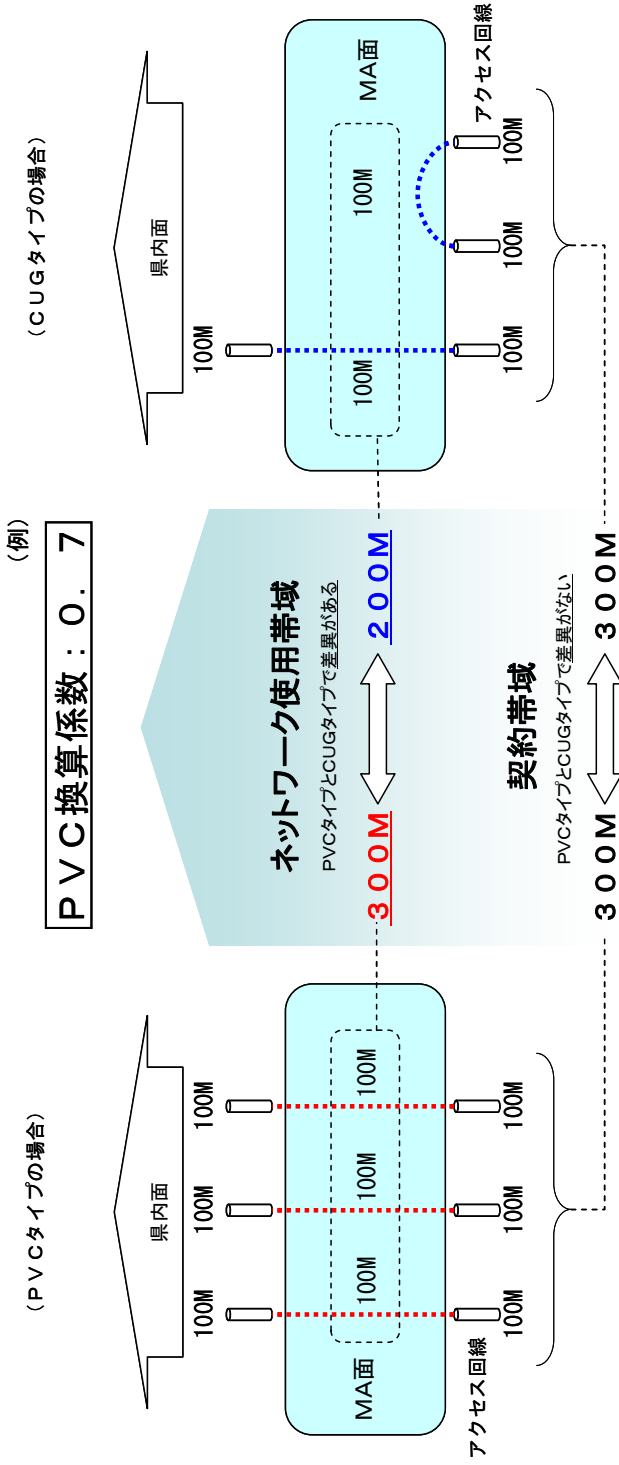 (例)
PVC換算係数：0．7
(PVCタイプの場合)
県内面
100M
100M
100M
MA面
100M
100M
100M
アクセス回線
100M
100M
100M
ネットワーク使用帯域
PVCタイプとCUGタイプで差異がある
300M
200M
契約帯域
PVCタイプとCUGタイプで差異がない
300M
300M
(CUGタイプの場合)
県内面
100M
MA面
100M
100M
アクセス回線
100M
100M
100M